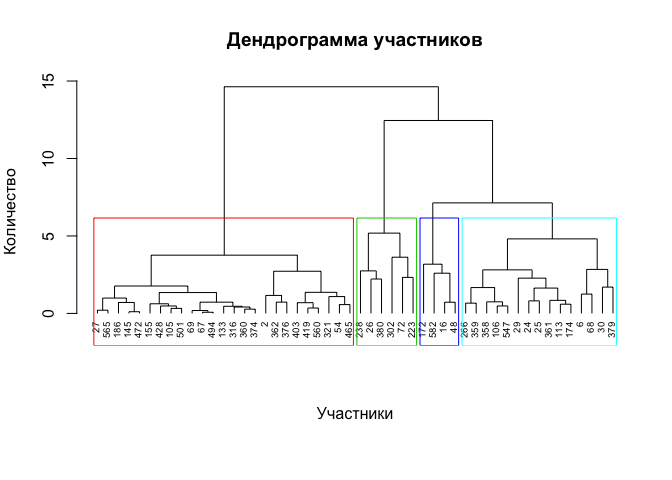 Дендрограмма участников
Количество
15
10
5
0
27 565 186 145 472 155 428 105 501 69 67 494 133 316 360 374 2 362 376 403 419 560 321 54 465 238 26 380 302 72 223 172 582 16 48 266 359 358 106 547 29 24 25 361 113 174 6 68 30 379
Участники